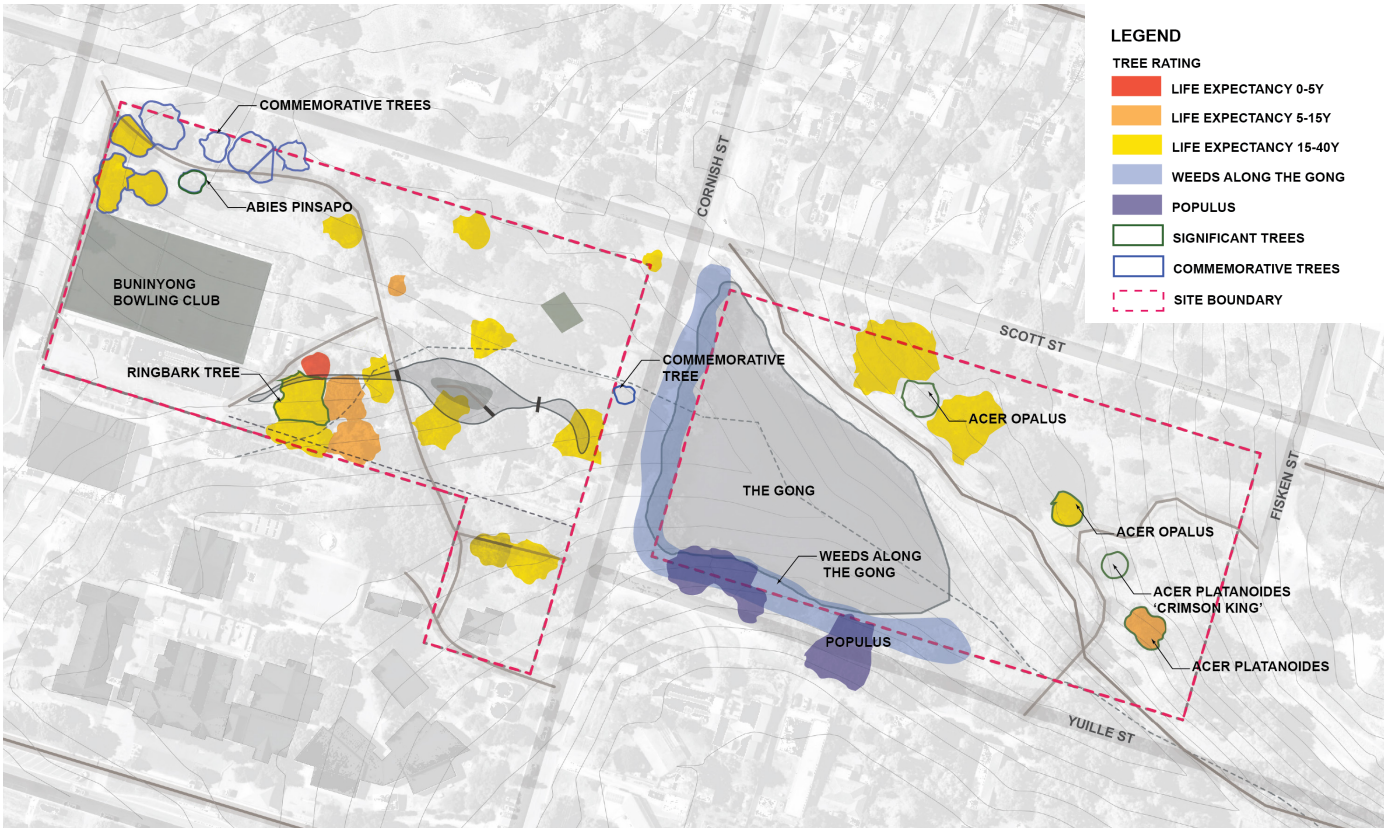 LEGEND
TREE RATING
LIFE EXPECTANCY 0-5Y
LIFE EXPECTANCY 5-15Y
LIFE EXPECTANCY 15-40Y
WEEDS ALONG THE GONG
POPULUS
SIGNIFICANT TREES
COMMEMORATIVE TREES
SITE BOUNDARY
COMMEMORATIVE TREES
ABIES PINSAPO
BUNINYONG
BOWLING CLUB
RINGBARK TREE
CORNISH ST
COMMEMORATIVE
TREE
SCOTT ST
ACER OPALUS
THE GONG
FISKEN ST
ACER OPALUS
WEEDS ALONG
THE GONG
ACER PLATANOIDES
‘CRIMSON KING’
POPULUS
ACER PLATANOIDES
YUILLE ST